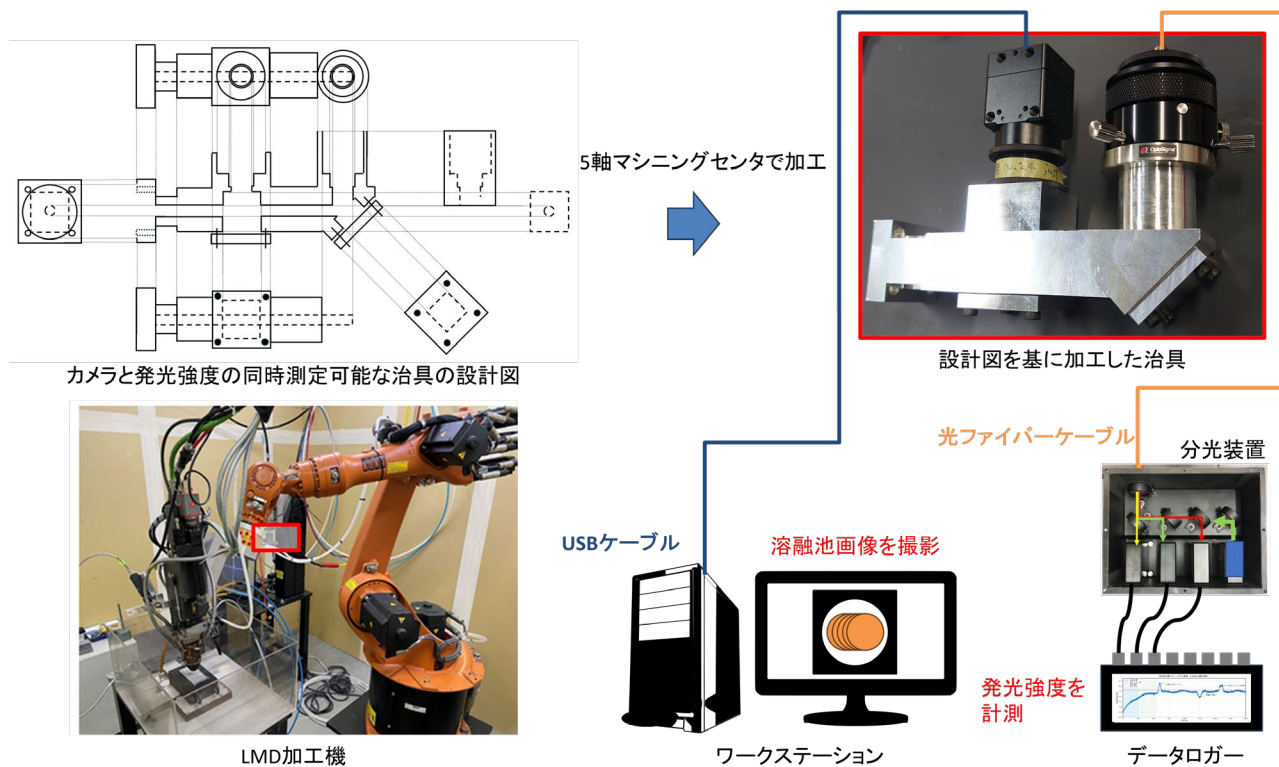 5軸マシニングセンタで加工
OptoSigma
カメラと発光強度の同時測定可能な治具の設計図
設計図を基に加工した治具
光ファイバーケーブル
分光装置
USBケーブル
溶融池画像を撮影
発光強度を
計測
LMD加工機
ワークステーション
データロガー